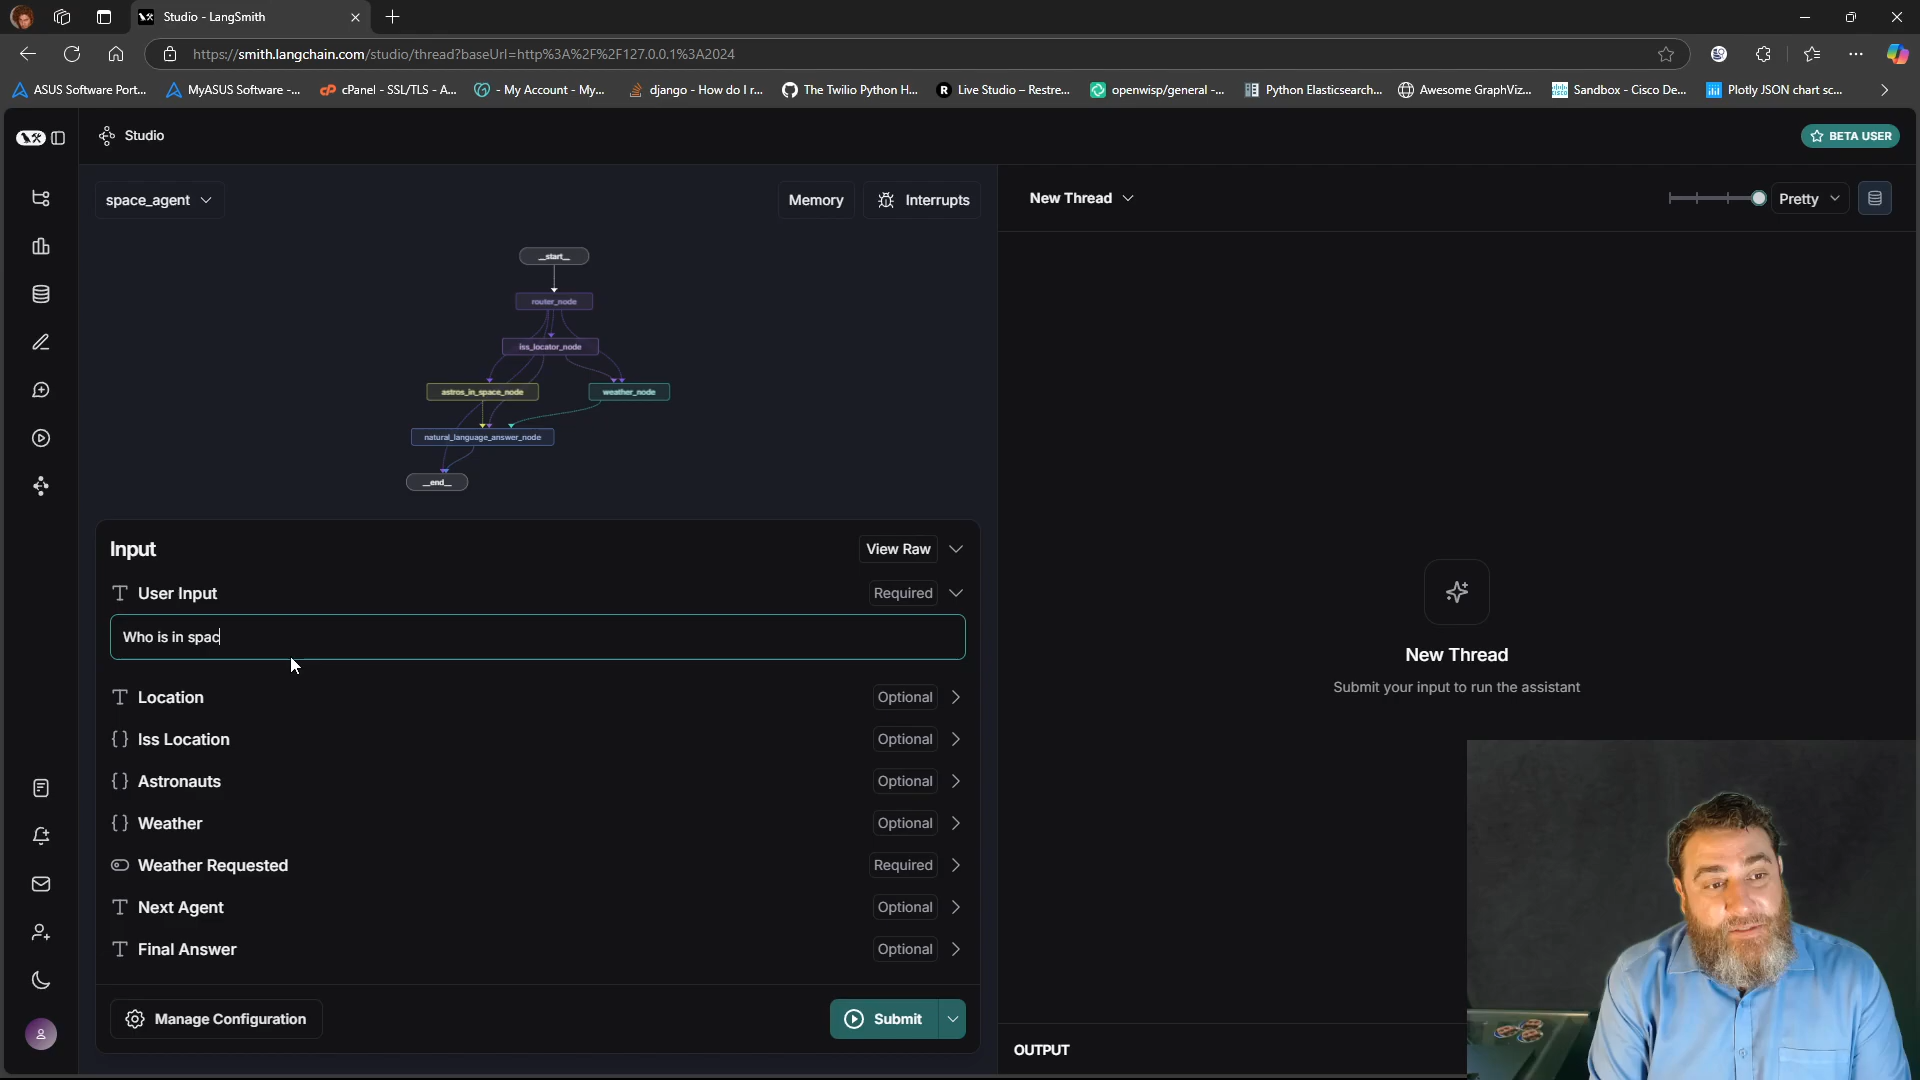 Studio - LangSmith
https://smith.langchain.com/studio/thread?baseUrl=http%3A%2F%2F127.0.0.1%3A2024
ASUS Software Port...
MyASUS Software -...
cPanel - SSL/TLS - A...
- My Account - My...
django - How do I r...
The Twilio Python H...
Live Studio – Restre...
openwisp/general -...
Python Elasticsearch...
Awesome GraphViz...
Sandbox - Cisco De...
Plotly JSON chart sc...
Studio
BETA USER
space_agent
Memory
Interrupts
New Thread
Pretty
__start__
router_node
iss_locator_node
astros_in_space_node
weather_node
natural_language_answer_node
__end__
Input
View Raw
User Input
Required
Who is in spac
Location
Optional
Iss Location
Optional
Astronauts
Optional
Weather
Optional
Weather Requested
Required
Next Agent
Optional
Final Answer
Optional
Manage Configuration
Submit
New Thread
Submit your input to run the assistant
OUTPUT